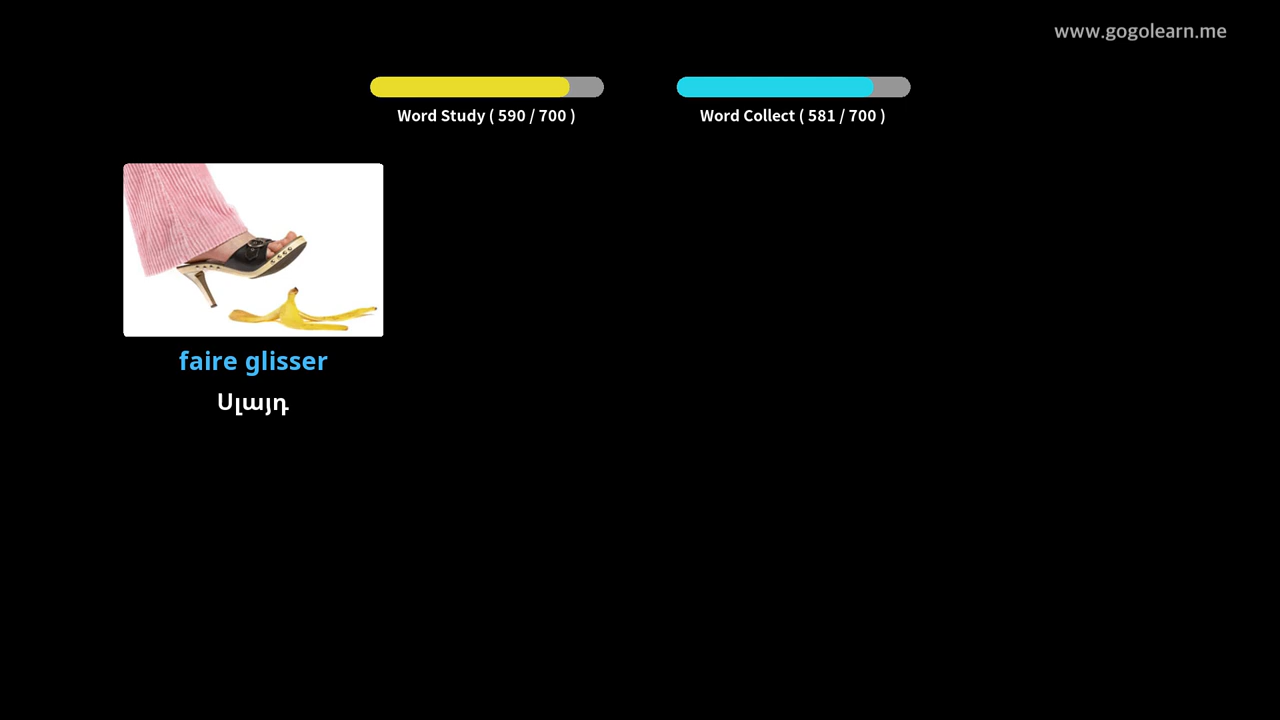 www.gogolearn.me
Word Study ( 590 / 700 )
Word Collect ( 581 / 700 )
faire glisser
Սլայդ